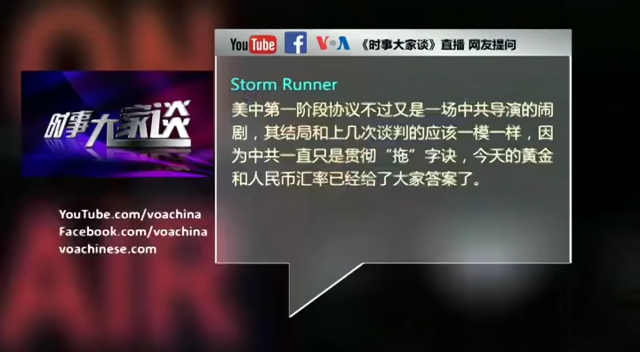 YouTube f VOA 《时事大家谈》直播 网友提问
时事大家谈
Storm Runner
美中第一阶段协议不过又是一场中共导演的闹
剧，其结局和上几次谈判的应该一模一样，因
为中共一直只是贯彻“拖”字诀，今天的黄金
和人民币汇率已经给了大家答案了。
YouTube.com/voachina
Facebook.com/voachina
voachinese.com
ON
AIR